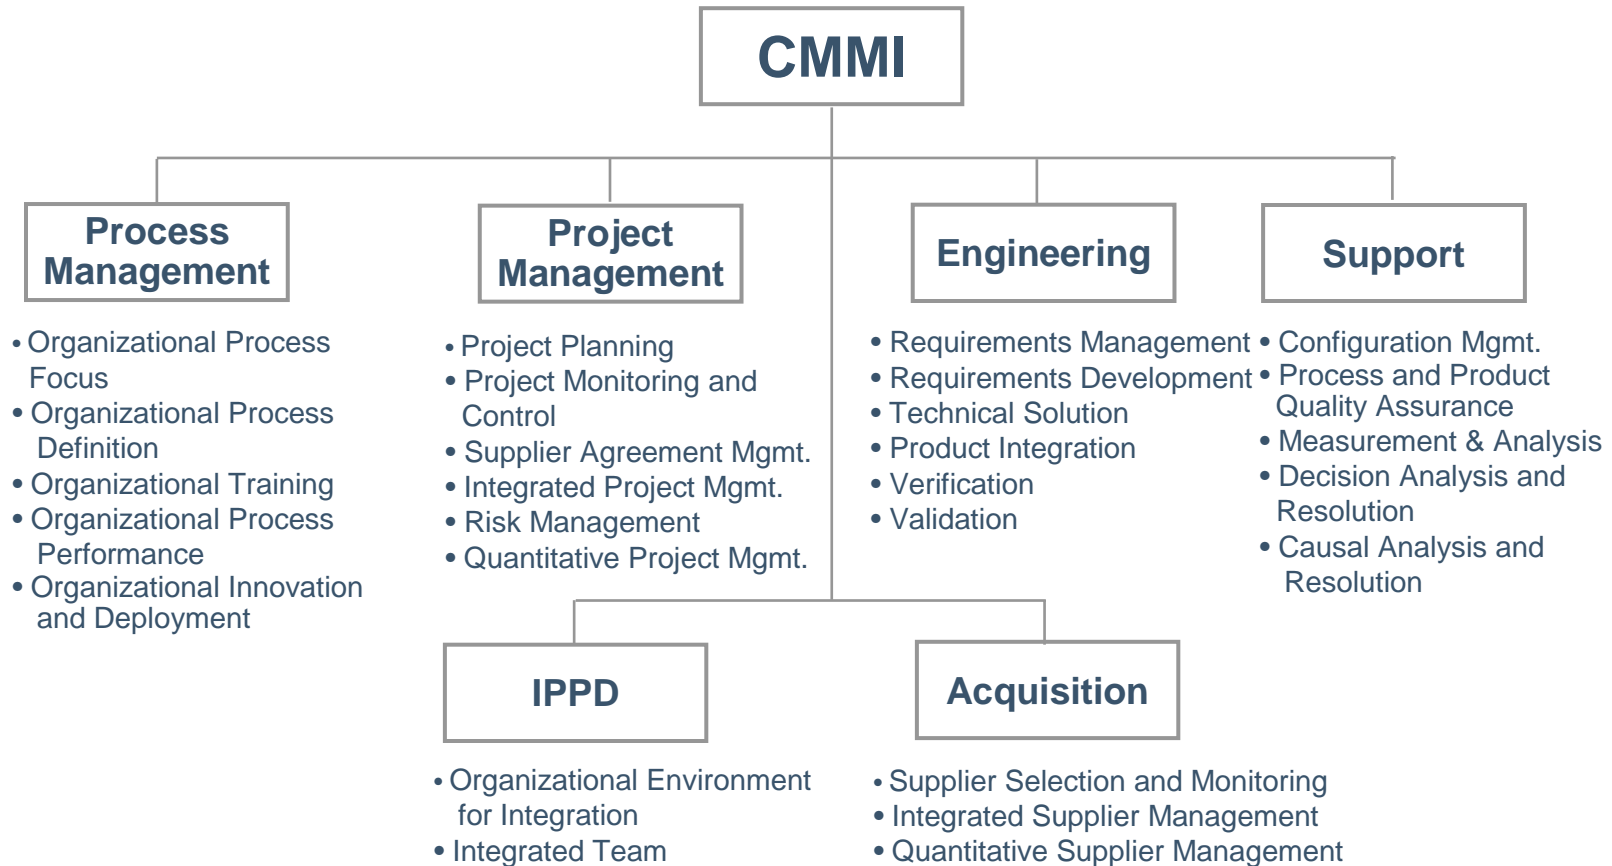 CMMI
Process
Management
• Organizational Process
Focus
• Organizational Process
Definition
• Organizational Training
• Organizational Process
Performance
• Organizational Innovation
and Deployment
Project
Management
• Project Planning
• Project Monitoring and
Control
• Supplier Agreement Mgmt.
• Integrated Project Mgmt.
• Risk Management
• Quantitative Project Mgmt.
Engineering
• Requirements Management
• Requirements Development
• Technical Solution
• Product Integration
• Verification
• Validation
Support
• Configuration Mgmt.
• Process and Product
Quality Assurance
• Measurement & Analysis
• Decision Analysis and
Resolution
• Causal Analysis and
Resolution
IPPD
• Organizational Environment
for Integration
• Integrated Team
Acquisition
• Supplier Selection and Monitoring
• Integrated Supplier Management
• Quantitative Supplier Management